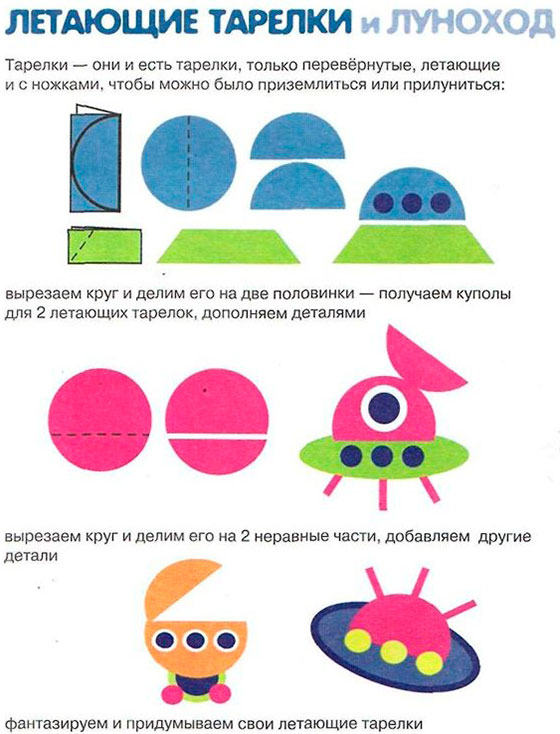 ЛЕТАЮЩИЕ ТАРЕЛКИ и ЛУНОХОД
Тарелки — они и есть тарелки, только перевёрнутые, летающие
и с ножками, чтобы можно было приземлиться или прилуниться:
вырезаем круг и делим его на две половинки — получаем куполы
для 2 летающих тарелок, дополняем деталями
вырезаем круг и делим его на 2 неравные части, добавляем другие
детали
фантазируем и придумываем свои летающие тарелки